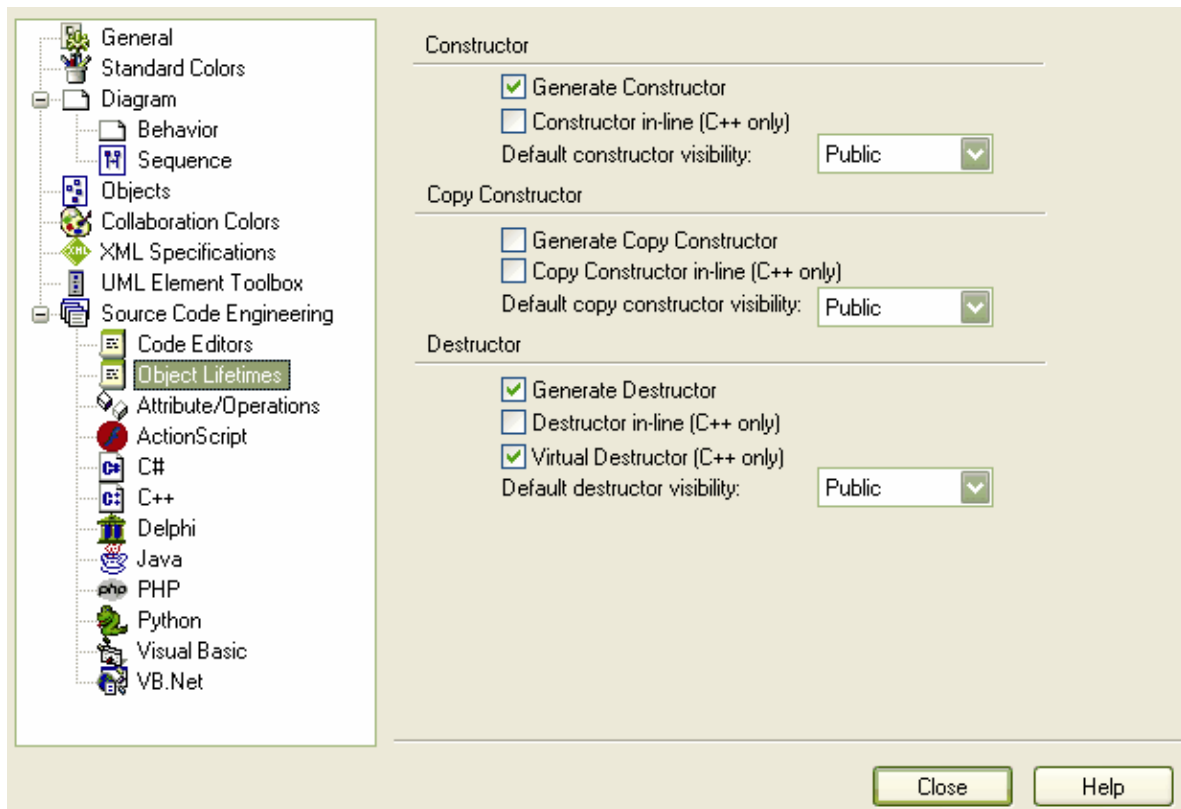 General
Standard Colors
Diagram
Behavior
Sequence
Objects
Collaboration Colors
XML Specifications
UML Element Toolbox
Source Code Engineering
Code Editors
Object Lifetimes
Attribute/Operations
ActionScript
C#
C++
Delphi
Java
php PHP
Python
Visual Basic
VB.Net
Constructor
Generate Constructor
Constructor in-line (C++ only)
Default constructor visibility: Public
Copy Constructor
Generate Copy Constructor
Copy Constructor in-line (C++ only)
Default copy constructor visibility: Public
Destructor
Generate Destructor
Destructor in-line (C++ only)
Virtual Destructor (C++ only)
Default destructor visibility: Public
Close Help